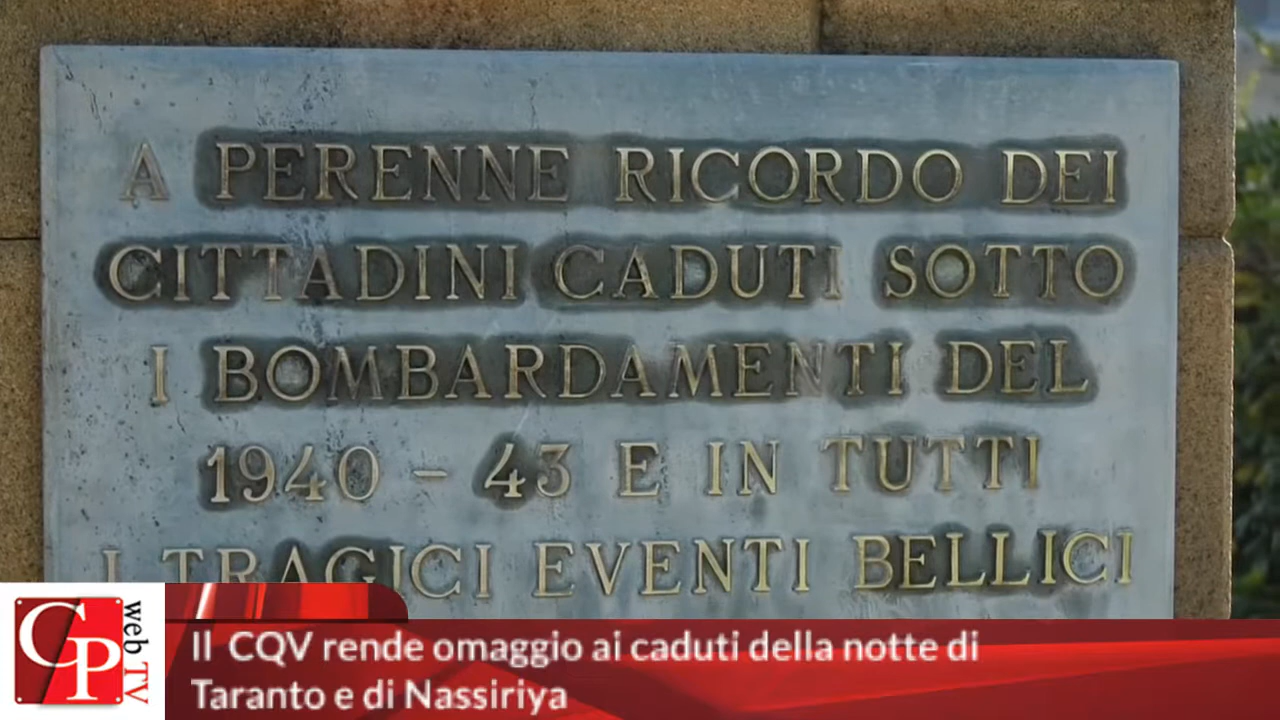 A PERENNE RICORDO DEI
CITTADINI CADUTI SOTTO
I BOMBARDAMENTI DEL
1940 - 43 E IN TUTTI
I TRAGICI EVENTI BELLICI
CP web TV
Il CQV rende omaggio ai caduti della notte di
Taranto e di Nassiriya